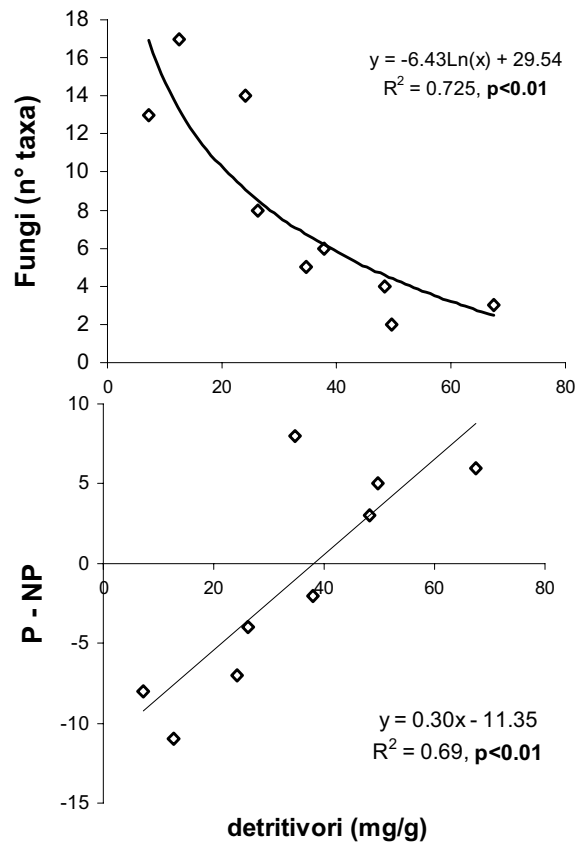 18
16
14
12
10
8
6
4
2
0
Fungi (n° taxa)
y = -6.43Ln(x) + 29.54
R² = 0.725, p<0.01
0 20 40 60 80
10
5
0
-5
-10
-15
P - NP
0 20 40 60 80
y = 0.30x - 11.35
R² = 0.69, p<0.01
detritivori (mg/g)